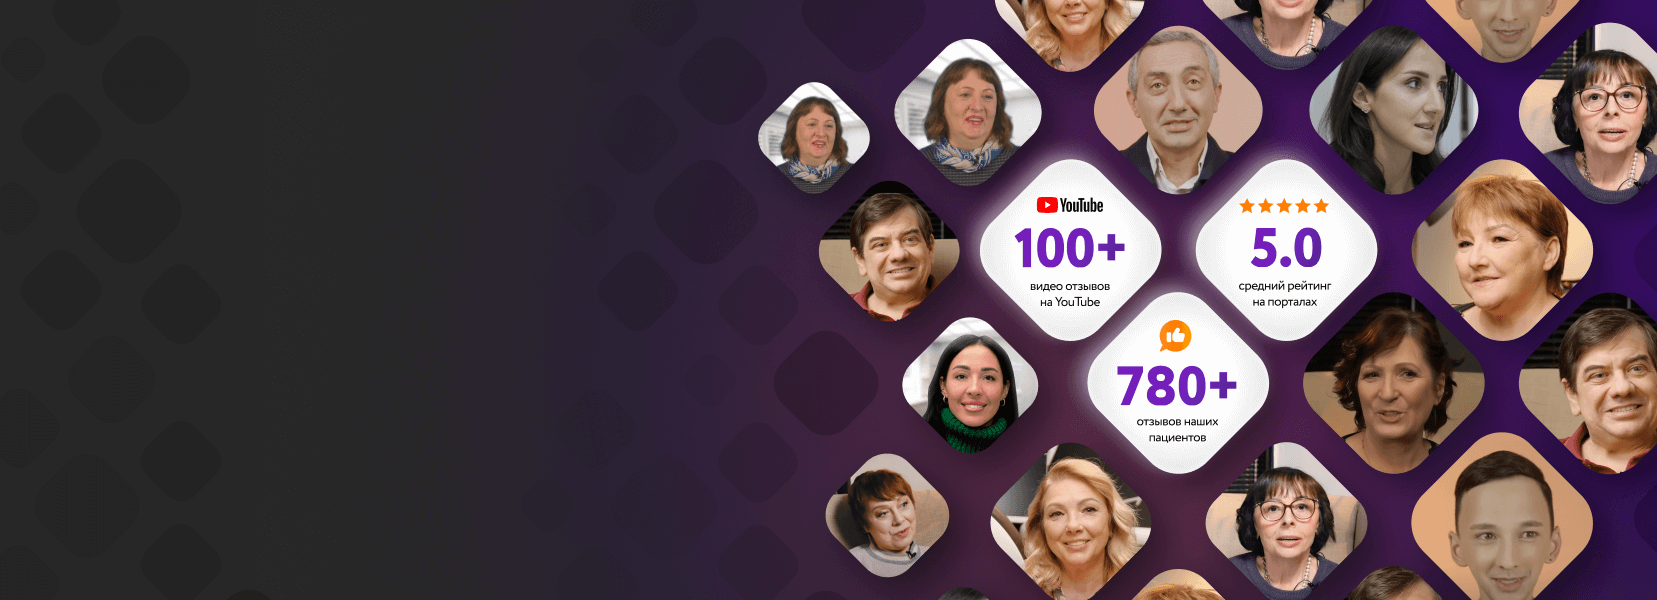 YouTube
100+
видео отзывов
на YouTube
5.0
средний рейтинг
на порталах
780+
отзывов наших
пациентов